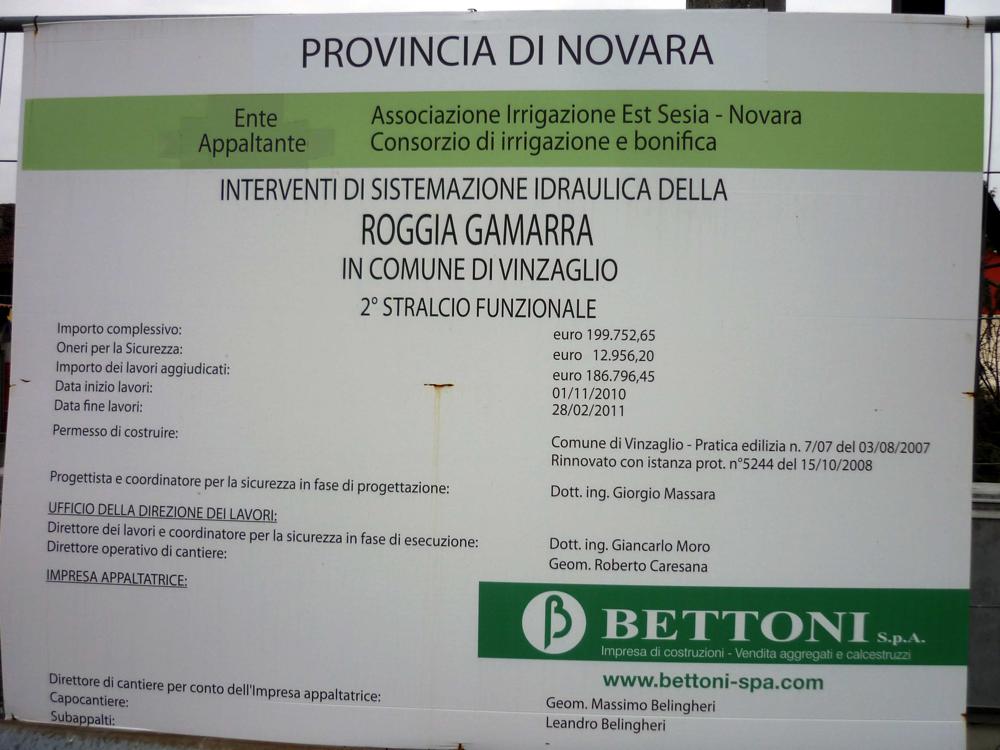 PROVINCIA DI NOVARA
Ente Appaltante
Associazione Irrigazione Est Sesia - Novara
Consorzio di irrigazione e bonifica
INTERVENTI DI SISTEMAZIONE IDRAULICA DELLA
ROGGIA GAMARRA
IN COMUNE DI VINZAGLIO
2° STRALCIO FUNZIONALE
Importo complessivo: euro 199.752,65
Oneri per la Sicurezza: euro 12.956,20
Importo dei lavori aggiudicati: euro 186.796,45
Data inizio lavori: 01/11/2010
Data fine lavori: 28/02/2011
Permesso di costruire: Comune di Vinzaglio - Pratica edilizia n. 7/07 del 03/08/2007
Rinnovato con istanza prot. n°5244 del 15/10/2008
Progettista e coordinatore per la sicurezza in fase di progettazione: Dott. ing. Giorgio Massara
UFFICIO DELLA DIREZIONE DEI LAVORI:
Direttore dei lavori e coordinatore per la sicurezza in fase di esecuzione: Dott. ing. Giancarlo Moro
Direttore operativo di cantiere: Geom. Roberto Caresana
IMPRESA APPALTATRICE:
β BETTONI S.p.A.
Impresa di costruzioni - Vendita aggregati e calcestruzzi
www.bettoni-spa.com
Direttore di cantiere per conto dell'Impresa appaltatrice: Geom. Massimo Belingheri
Capocantiere: Leandro Belingheri
Subappalti: